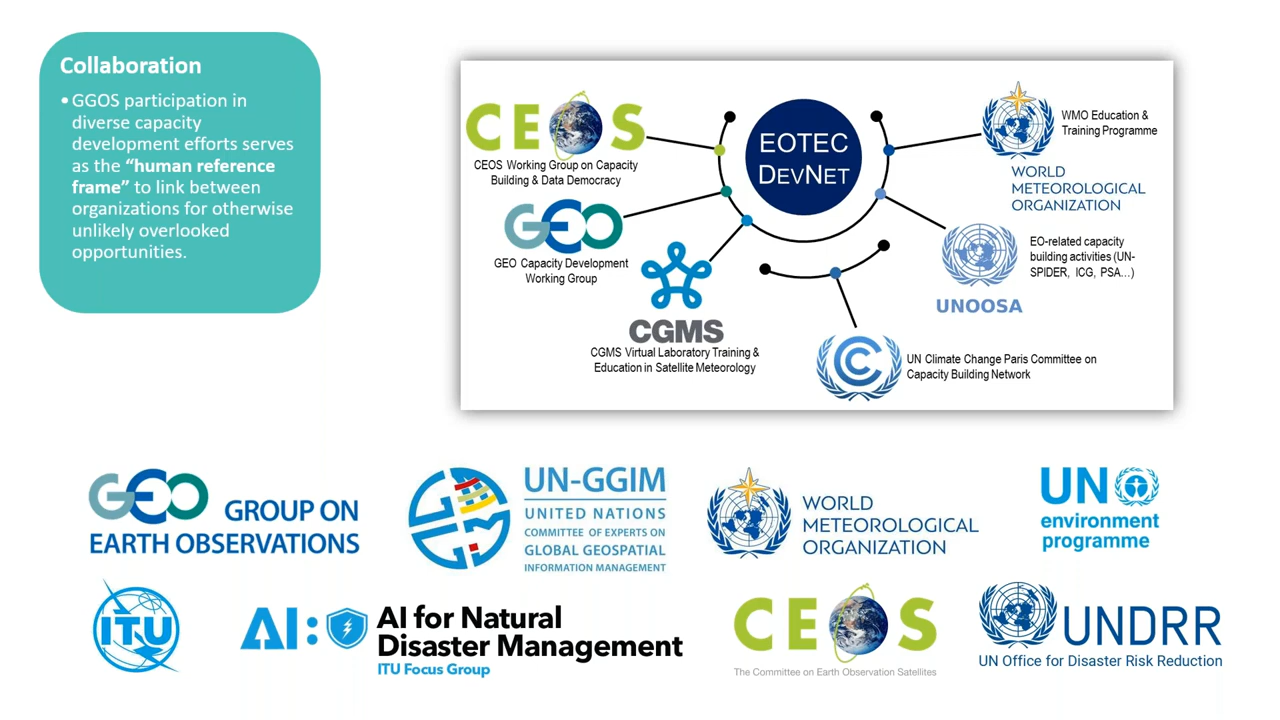 Collaboration
• GGOS participation in
diverse capacity
development efforts serves
as the “human reference
frame” to link between
organizations for otherwise
unlikely overlooked
opportunities.
CEOS
CEOS Working Group on Capacity
Building & Data Democracy
GEO
GEO Capacity Development
Working Group
CGMS
CGMS Virtual Laboratory Training &
Education in Satellite Meteorology
EOTEC
DEVNET
WMO Education &
Training Programme
WORLD
METEOROLOGICAL
ORGANIZATION
EO-related capacity
building activities (UN-
SPIDER, ICG, PSA...)
UNOOSA
UN Climate Change Paris Committee on
Capacity Building Network
GEO GROUP ON
EARTH OBSERVATIONS
UN-GGIM
UNITED NATIONS
COMMITTEE OF EXPERTS ON
GLOBAL GEOSPATIAL
INFORMATION MANAGEMENT
WORLD
METEOROLOGICAL
ORGANIZATION
UN
environment
programme
ITU
AI:
AI for Natural
Disaster Management
ITU Focus Group
CEOS
The Committee on Earth Observation Satellites
UNDRR
UN Office for Disaster Risk Reduction